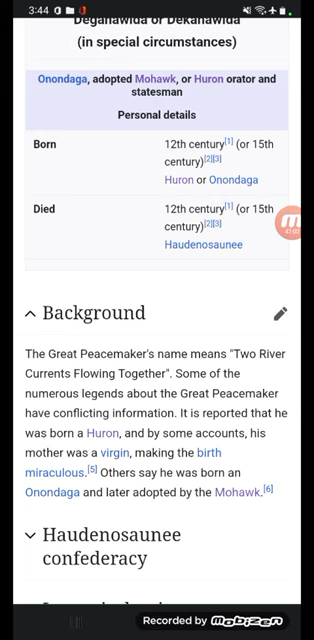 3:44
Deganawida or Dekanawida
(in special circumstances)
Onondaga, adopted Mohawk, or Huron orator and
statesman
Personal details
Born
12th century[1] (or 15th
century)[2][3]
Huron or Onondaga
Died
12th century[1] (or 15th
century)[2][3]
Haudenosaunee
Background
The Great Peacemaker's name means "Two River
Currents Flowing Together". Some of the
numerous legends about the Great Peacemaker
have conflicting information. It is reported that he
was born a Huron, and by some accounts, his
mother was a virgin, making the birth
miraculous.[5] Others say he was born an
Onondaga and later adopted by the Mohawk.[6]
Haudenosaunee
confederacy
Recorded by mobizen